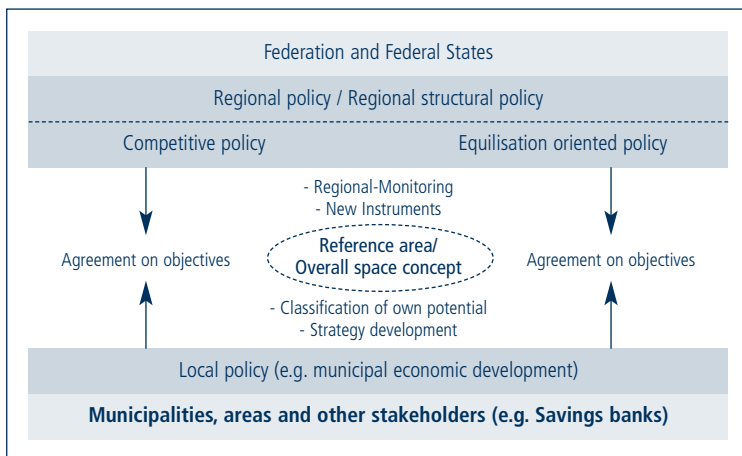 Federation and Federal States
Regional policy / Regional structural policy
Competitive policy
Equilisation oriented policy
- Regional-Monitoring
- New Instruments
Agreement on objectives
Reference area/
Overall space concept
Agreement on objectives
- Classification of own potential
- Strategy development
Local policy (e.g. municipal economic development)
Municipalities, areas and other stakeholders (e.g. Savings banks)